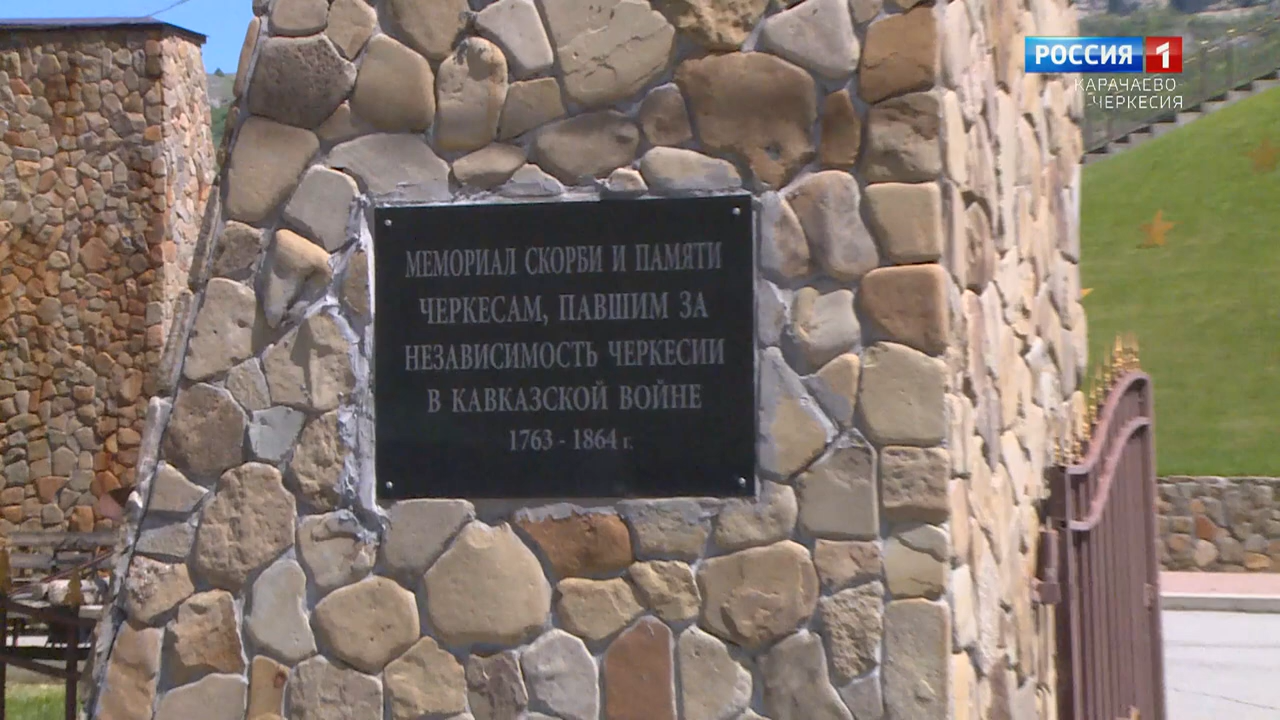 РОССИЯ 1
КАРАЧАЕВО
ЧЕРКЕСИЯ
МЕМОРИАЛ СКОРБИ И ПАМЯТИ
ЧЕРКЕСАМ, ПАВШИМ ЗА
НЕЗАВИСИМОСТЬ ЧЕРКЕСИИ
В КАВКАЗСКОЙ ВОЙНЕ
1763 - 1864 г.